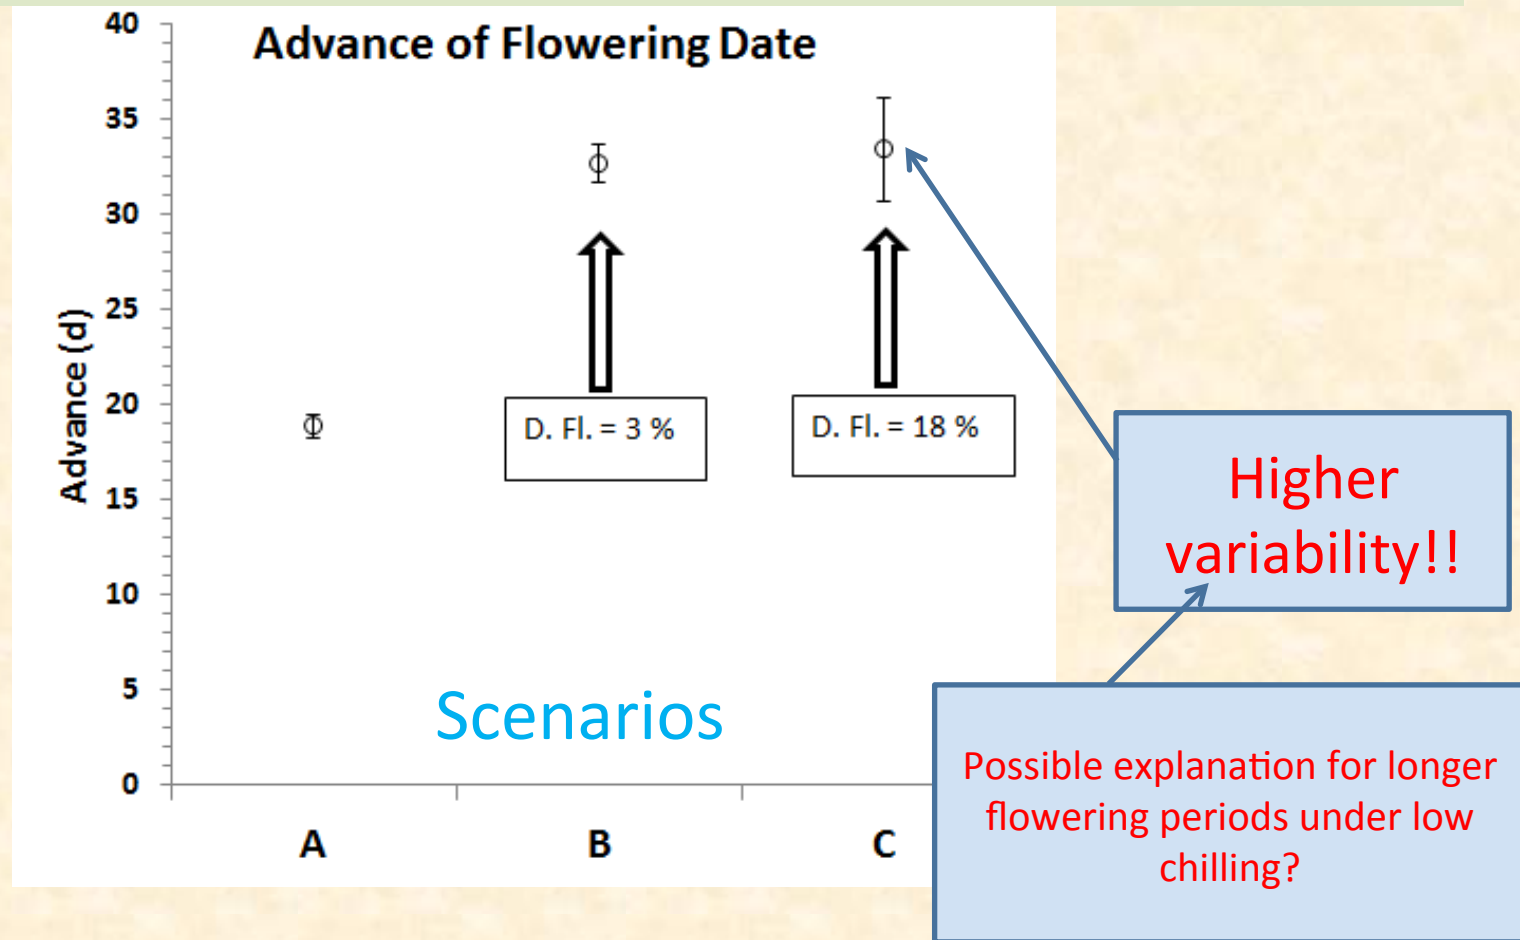 Advance of Flowering Date
Advance (d)
40
35
30
25
20
15
10
5
0
D. Fl. = 3 %
D. Fl. = 18 %
Higher
variability!!
Scenarios
Possible explanation for longer
flowering periods under low
chilling?
A
B
C